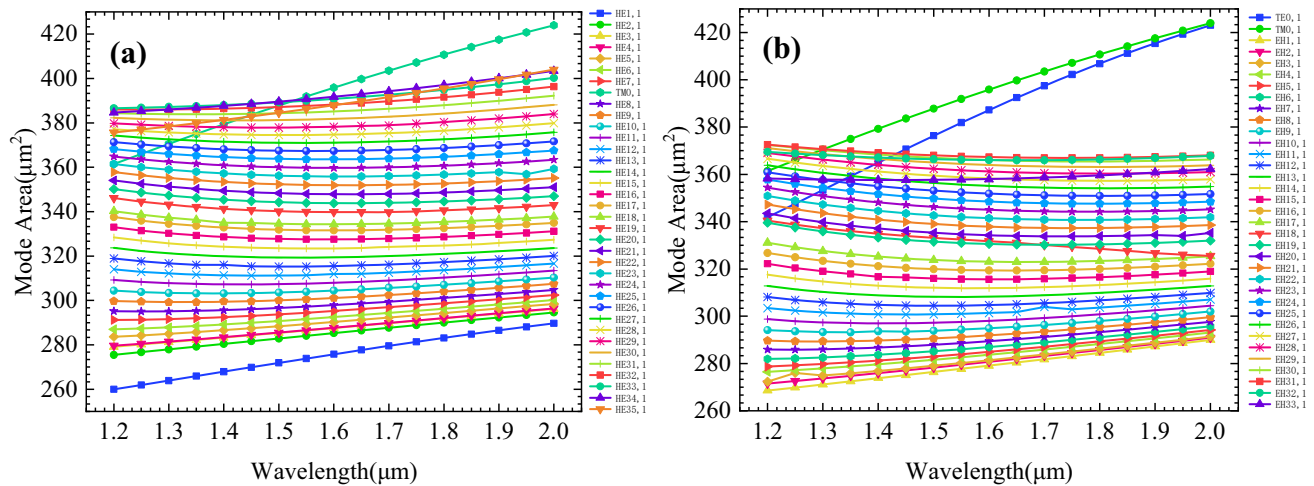 (a)
Mode Area(μm²)
420
400
380
360
340
320
300
280
260
1.2 1.3 1.4 1.5 1.6 1.7 1.8 1.9 2.0
Wavelength(μm)
HE1,1
HE2,1
HE3,1
HE4,1
HE5,1
HE6,1
HE7,1
TM0,1
HE8,1
HE9,1
HE10,1
HE11,1
HE12,1
HE13,1
HE14,1
HE15,1
HE16,1
HE17,1
HE18,1
HE19,1
HE20,1
HE21,1
HE22,1
HE23,1
HE24,1
HE25,1
HE26,1
HE27,1
HE28,1
HE29,1
HE30,1
HE31,1
HE32,1
HE33,1
HE34,1
HE35,1
(b)
Mode Area(μm²)
420
400
380
360
340
320
300
280
260
1.2 1.3 1.4 1.5 1.6 1.7 1.8 1.9 2.0
Wavelength(μm)
TE0,1
TM0,1
EH1,1
EH2,1
EH3,1
EH4,1
EH5,1
EH6,1
EH7,1
EH8,1
EH9,1
EH10,1
EH11,1
EH12,1
EH13,1
EH14,1
EH15,1
EH16,1
EH17,1
EH18,1
EH19,1
EH20,1
EH21,1
EH22,1
EH23,1
EH24,1
EH25,1
EH26,1
EH27,1
EH28,1
EH29,1
EH30,1
EH31,1
EH32,1
EH33,1